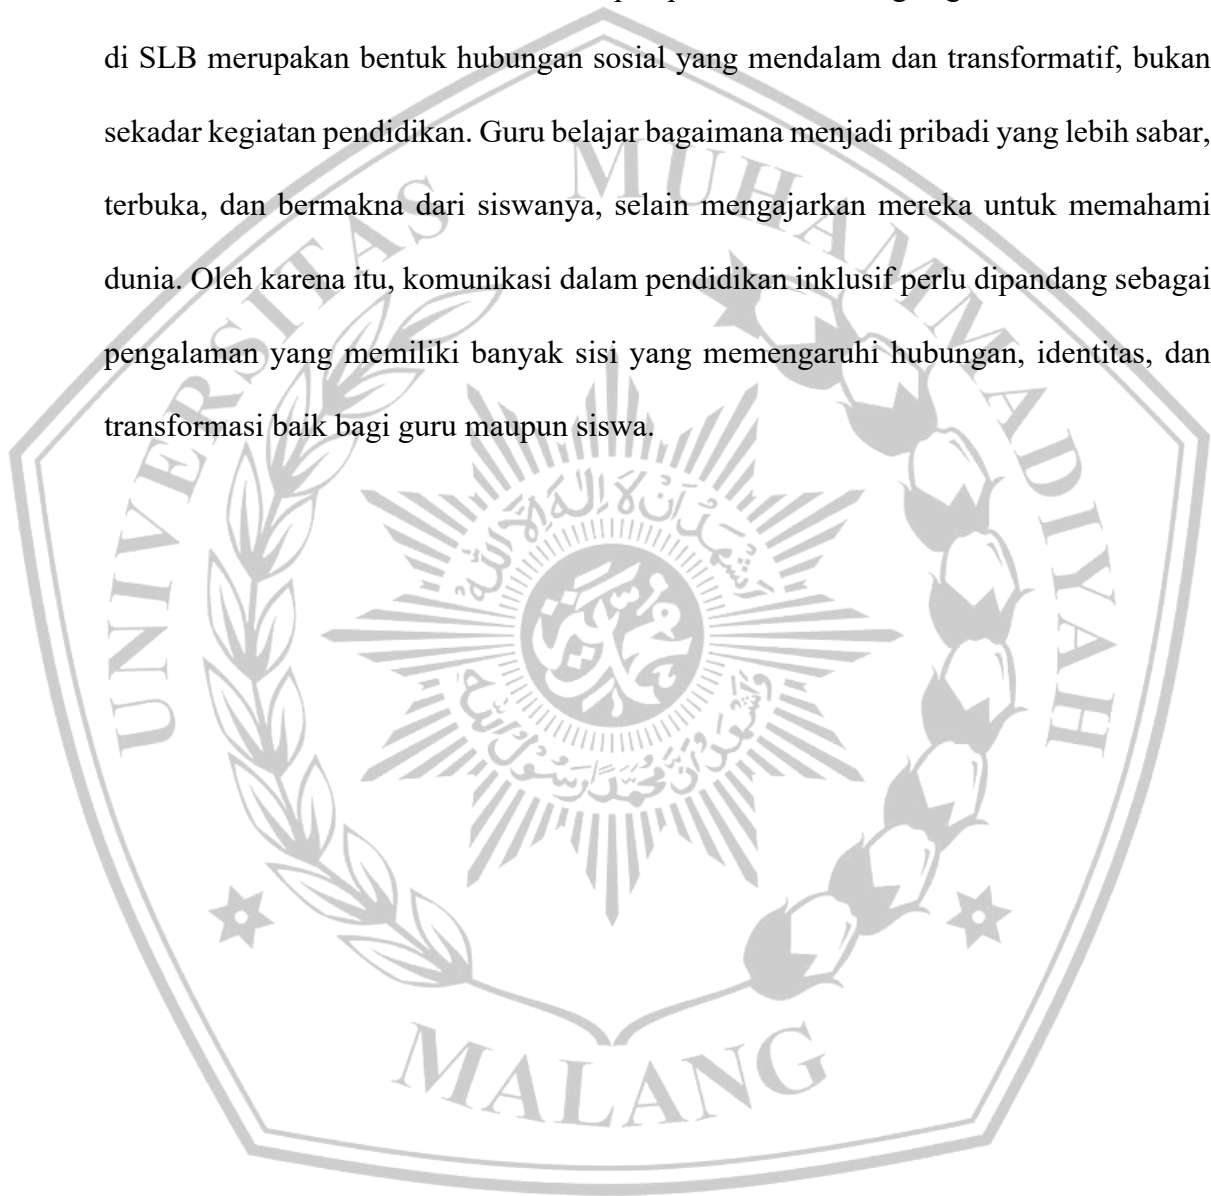 di SLB merupakan bentuk hubungan sosial yang mendalam dan transformatif, bukan
sekadar kegiatan pendidikan. Guru belajar bagaimana menjadi pribadi yang lebih sabar,
terbuka, dan bermakna dari siswanya, selain mengajarkan mereka untuk memahami
dunia. Oleh karena itu, komunikasi dalam pendidikan inklusif perlu dipandang sebagai
pengalaman yang memiliki banyak sisi yang memengaruhi hubungan, identitas, dan
transformasi baik bagi guru maupun siswa.
UNIVERSITAS MUHAMMADIYAH
MALANG